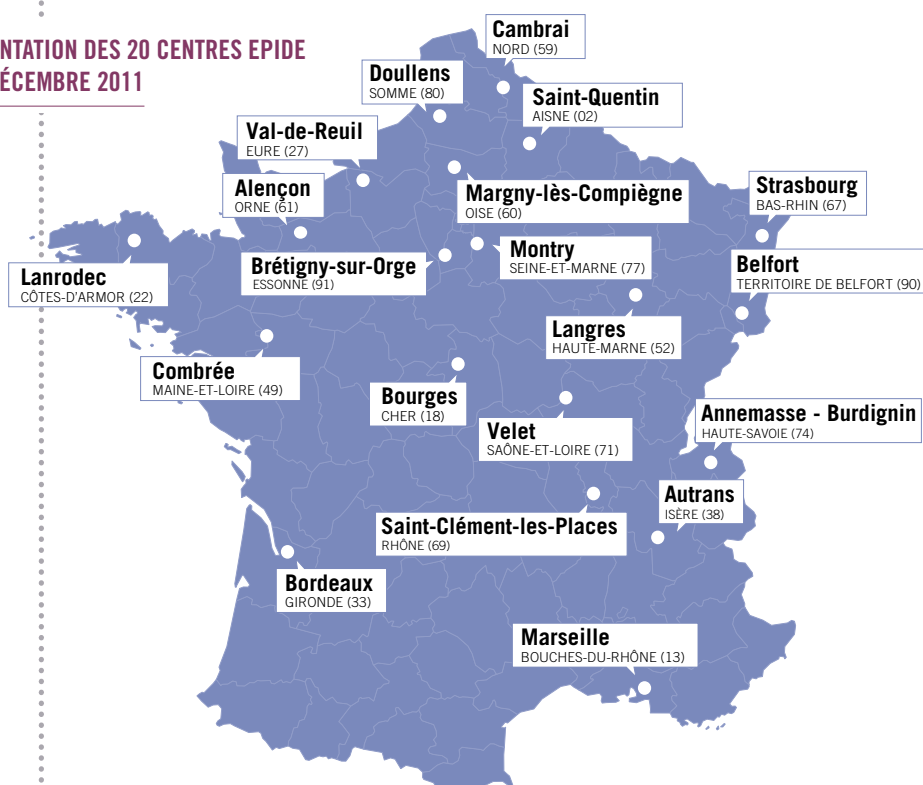 NTATION DES 20 CENTRES EPIDE
ÉCEMBRE 2011
Cambrai
NORD (59)
Doullens
SOMME (80)
Saint-Quentin
AISNE (02)
Val-de-Reuil
EURE (27)
Alençon
ORNE (61)
Margny-lès-Compiègne
OISE (60)
Strasbourg
BAS-RHIN (67)
Lanrodec
CÔTES-D'ARMOR (22)
Brétigny-sur-Orge
ESSONNE (91)
Montry
SEINE-ET-MARNE (77)
Belfort
TERRITOIRE DE BELFORT (90)
Langres
HAUTE-MARNE (52)
Combrée
MAINE-ET-LOIRE (49)
Bourges
CHER (18)
Velet
SAÔNE-ET-LOIRE (71)
Annemasse - Burdignin
HAUTE-SAVOIE (74)
Autrans
ISÈRE (38)
Saint-Clément-les-Places
RHÔNE (69)
Bordeaux
GIRONDE (33)
Marseille
BOUCHES-DU-RHÔNE (13)